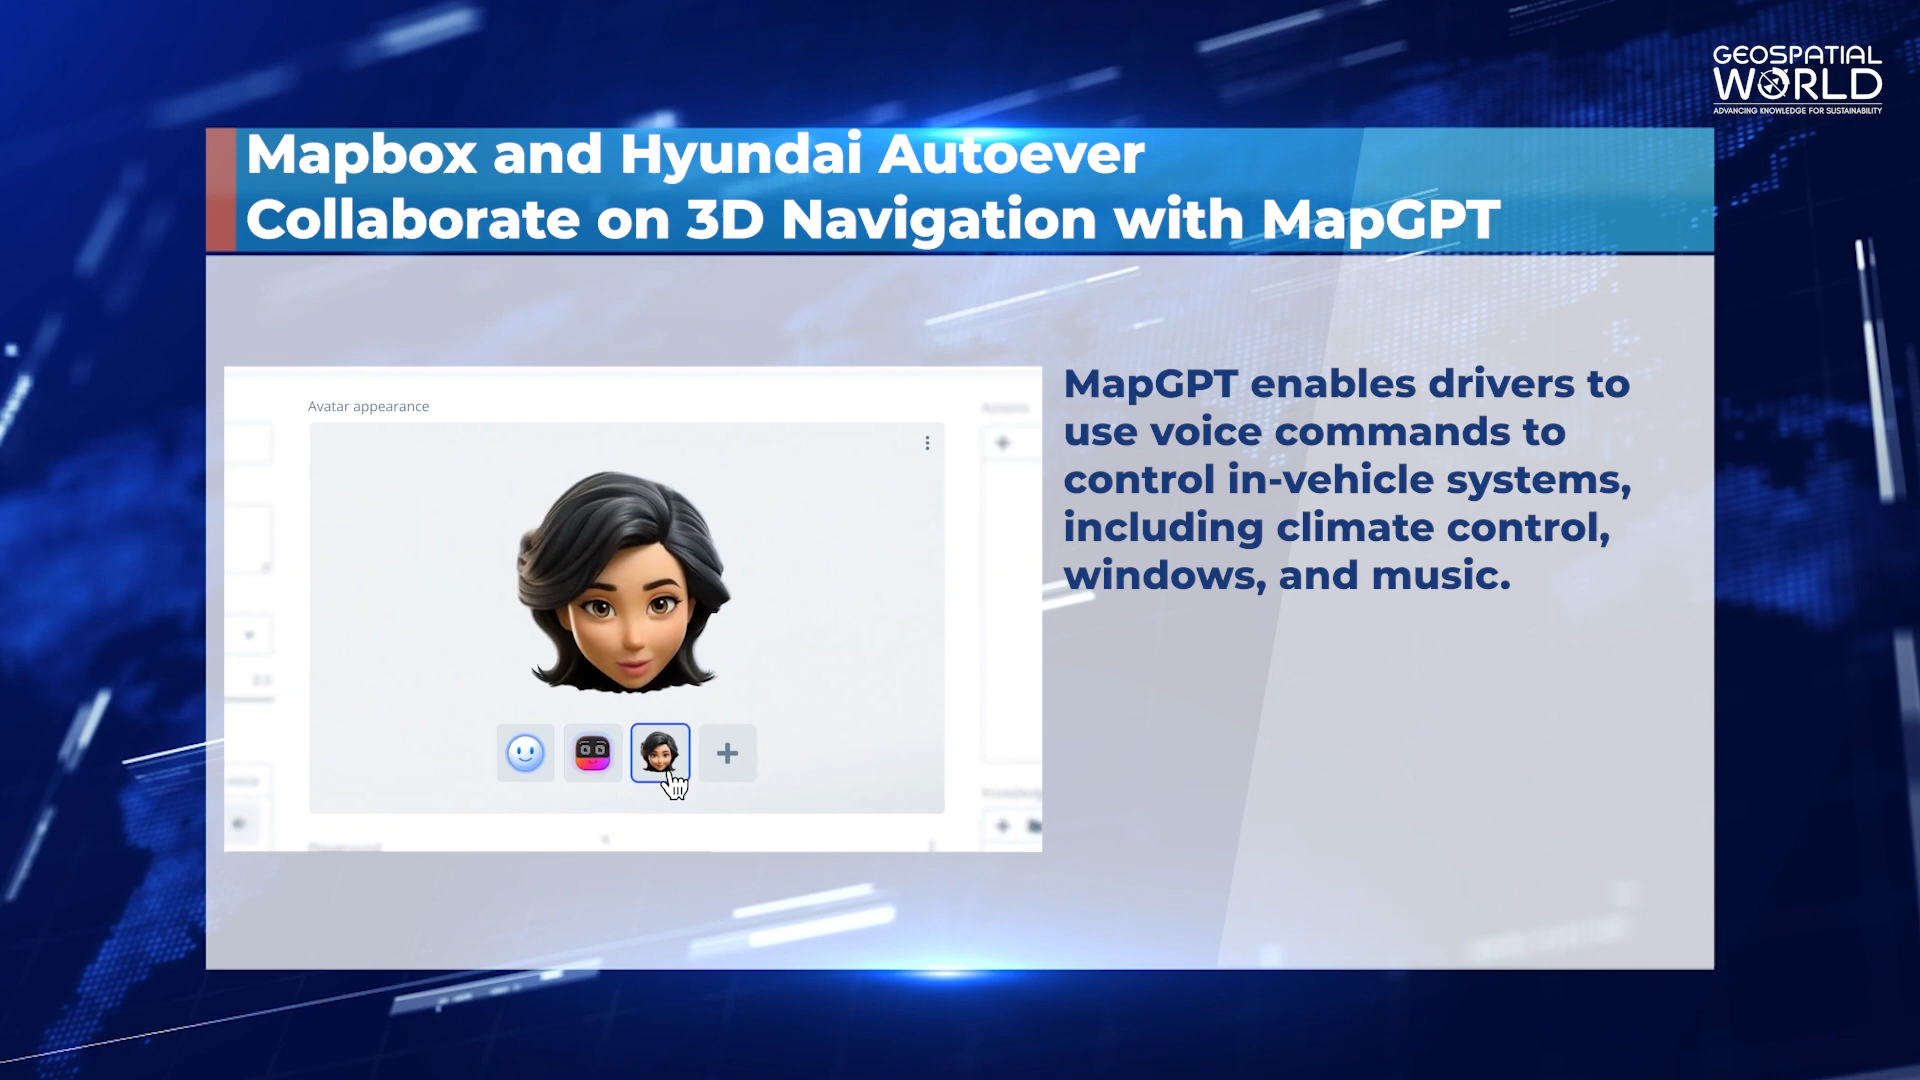 GEOSPATIAL
WORLD
ADVANCING KNOWLEDGE FOR SUSTAINABILITY
Mapbox and Hyundai Autoever
Collaborate on 3D Navigation with MapGPT
Avatar appearance
MapGPT enables drivers to
use voice commands to
control in-vehicle systems,
including climate control,
windows, and music.